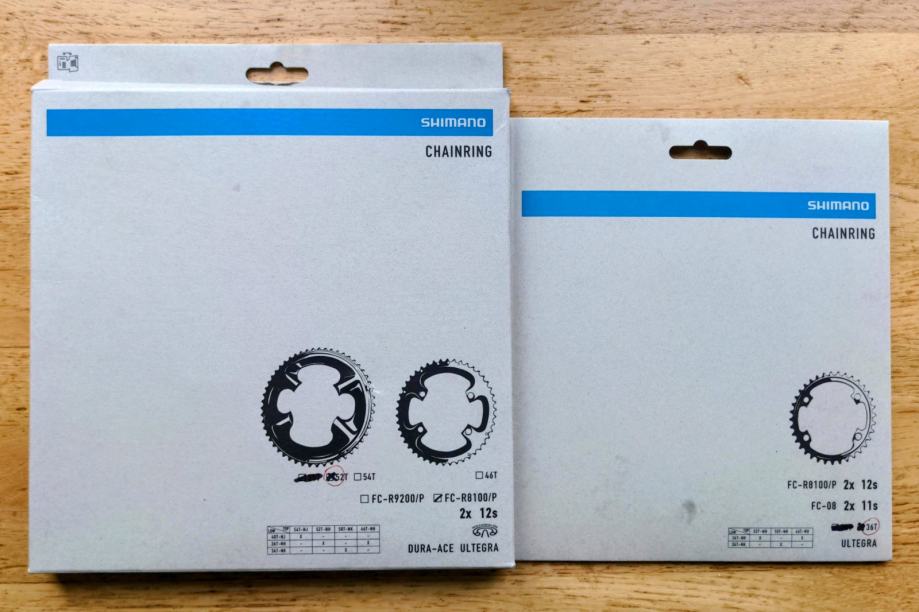 SHIMANO
CHAINRING
52T □54T
□46T
□FC-R9200/P ☑FC-R8100/P
2x 12s
DURA-ACE ULTEGRA
SHIMANO
CHAINRING
FC-R8100/P 2x 12s
FC-08 2x 11s
36T
ULTEGRA